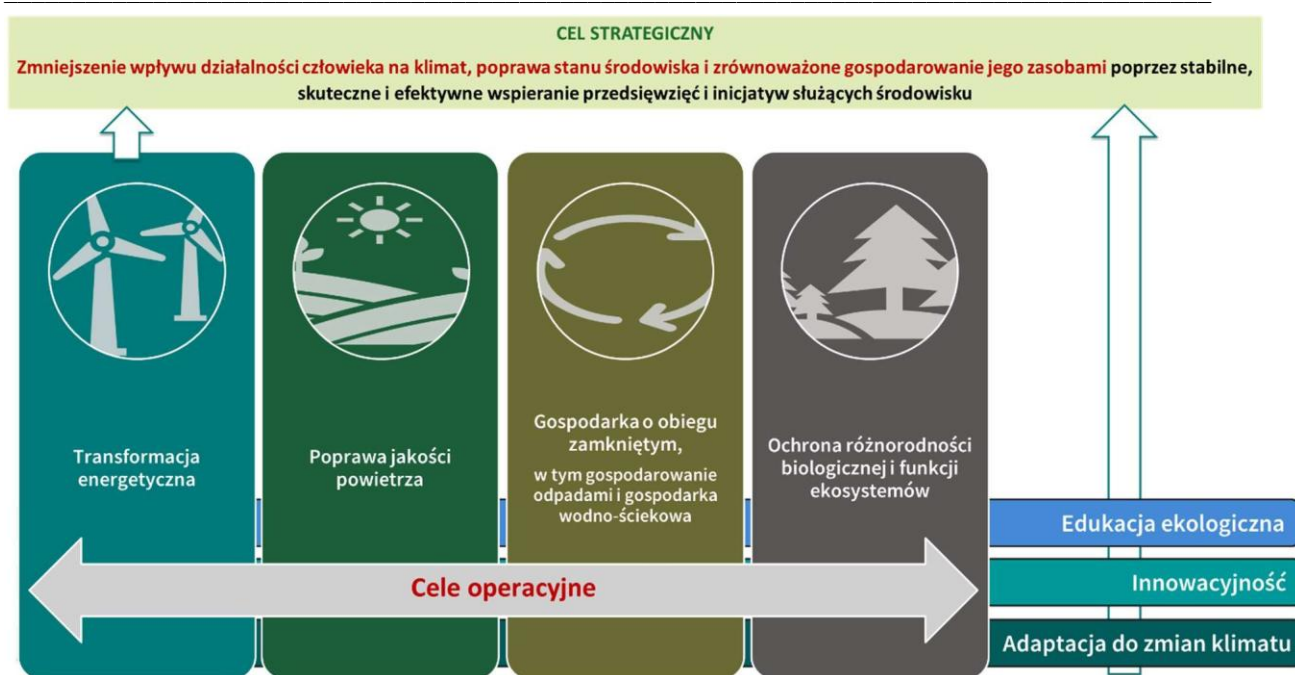 CEL STRATEGICZNY
Zmniejszenie wpływu działalności człowieka na klimat, poprawa stanu środowiska i zrównoważone gospodarowanie jego zasobami poprzez stabilne,
skuteczne i efektywne wspieranie przedsięwzięć i inicjatyw służących środowisku
Transformacja
energetyczna
Poprawa jakości
powietrza
Gospodarka o obiegu
zamkniętym,
w tym gospodarowanie
odpadami i gospodarka
wodno-ściekowa
Ochrona różnorodności
biologicznej i funkcji
ekosystemów
Edukacja ekologiczna
Cele operacyjne
Innowacyjność
Adaptacja do zmian klimatu